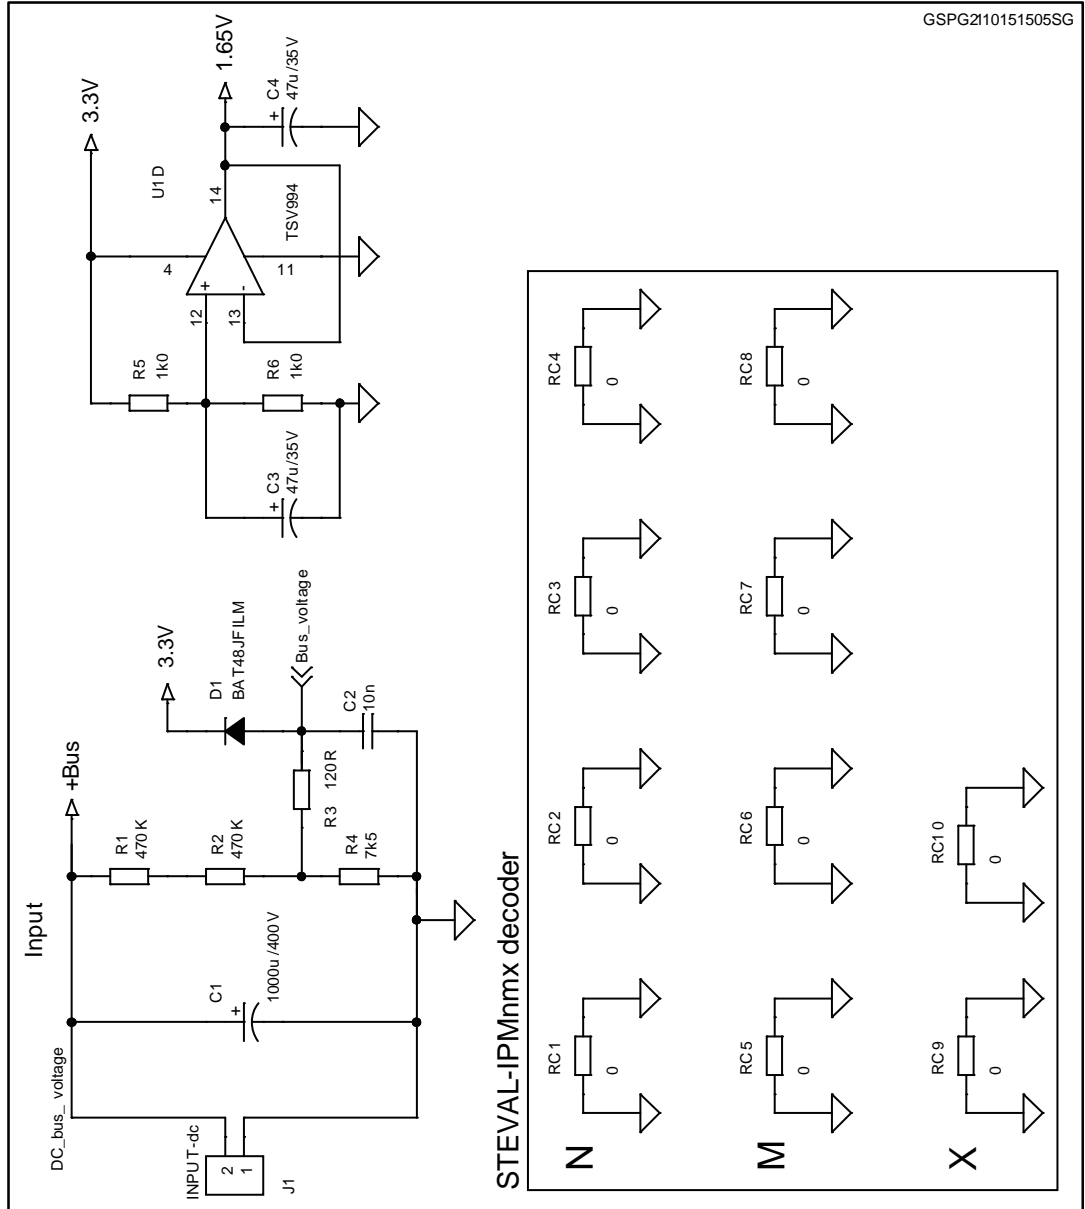 GSPG2110151505SG
Input
J1
INPUT-dc
2
1
DC_bus_voltage
C1
+
1000u/400V
+Bus
R1
470K
R2
470K
R4
7k5
R3
120R
3.3V
D1
BAT48JFILM
Bus_voltage
C2
10n
3.3V
R5
1k0
R6
1k0
C3
+
47u/35V
U1D
TSV994
4
11
12
13
14
+
-
1.65V
C4
+
47u/35V
STEVAL-IPMnmx decoder
N
RC1
0
RC2
0
RC3
0
RC4
0
M
RC5
0
RC6
0
RC7
0
RC8
0
X
RC9
0
RC10
0